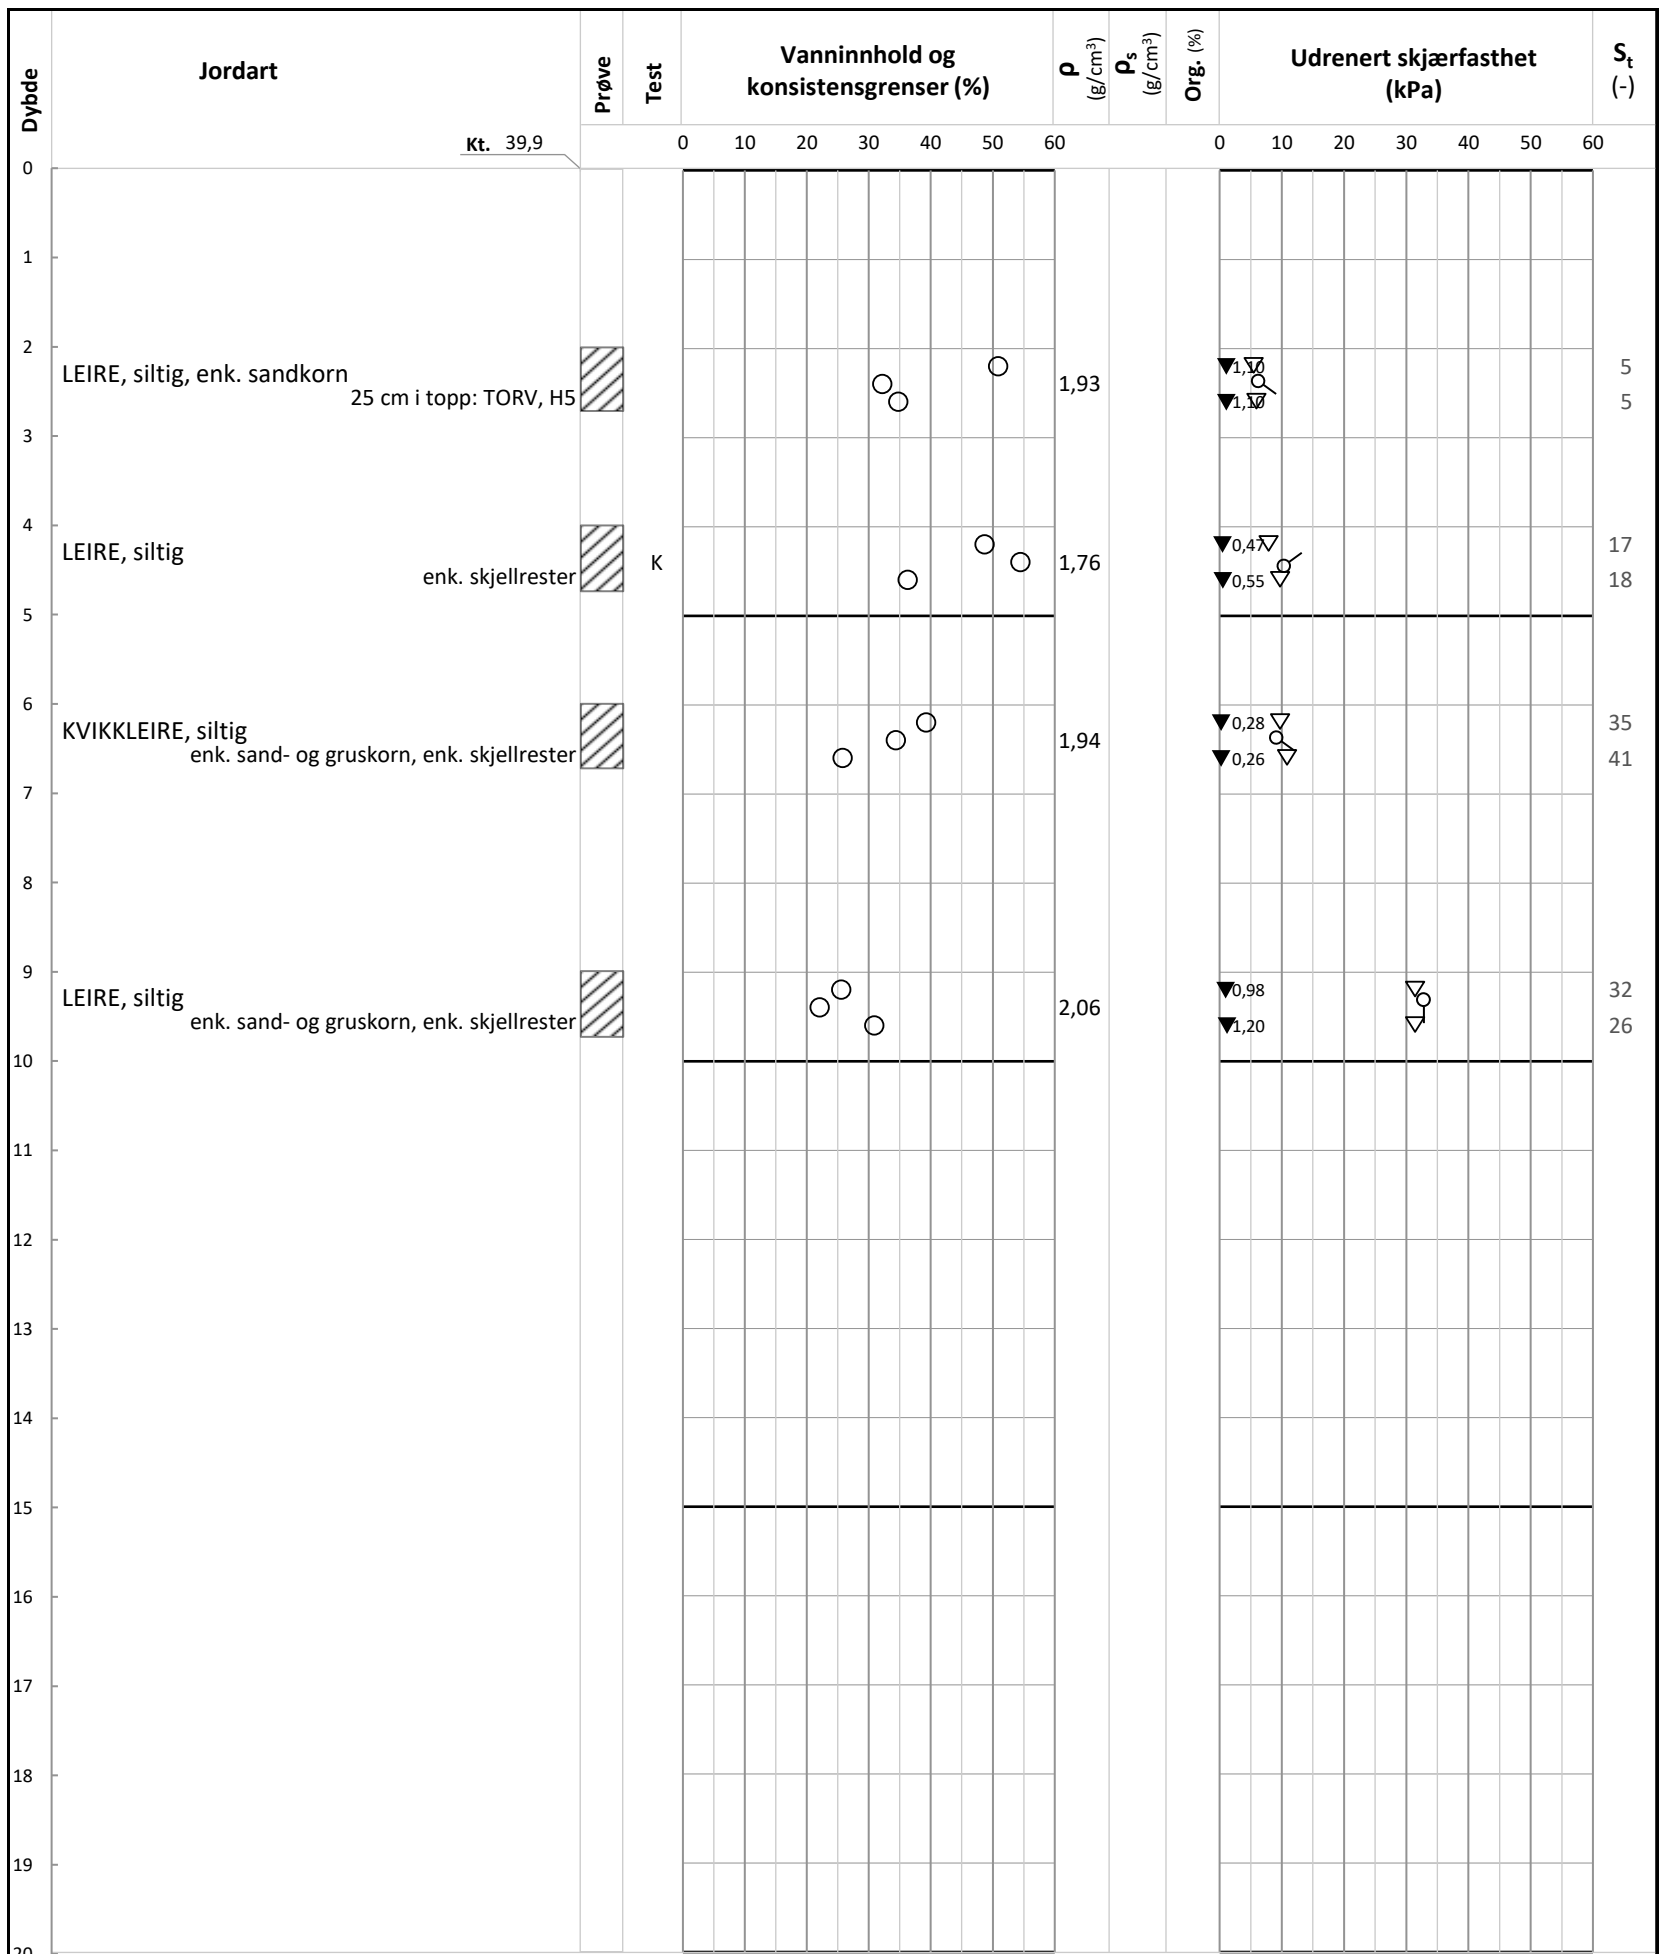 Dybde
Jordart
Prøve
Test
Vanninnhold og
konsistensgrenser (%)
ρ
(g/cm³)
ρs
(g/cm³)
Org. (%)
Udrenert skjærfasthet
(kPa)
St
(-)
Kt. 39,9
0 10 20 30 40 50 60
0 10 20 30 40 50 60
0
1
2
LEIRE, siltig, enk. sandkorn
25 cm i topp: TORV, H5
1,93
1,10
5
1,10
5
3
4
LEIRE, siltig
enk. skjellrester
K
1,76
0,47
17
0,55
18
5
6
KVIKKLEIRE, siltig
enk. sand- og gruskorn, enk. skjellrester
1,94
0,28
35
0,26
41
7
8
9
LEIRE, siltig
enk. sand- og gruskorn, enk. skjellrester
2,06
0,98
32
1,20
26
10
11
12
13
14
15
16
17
18
19
20